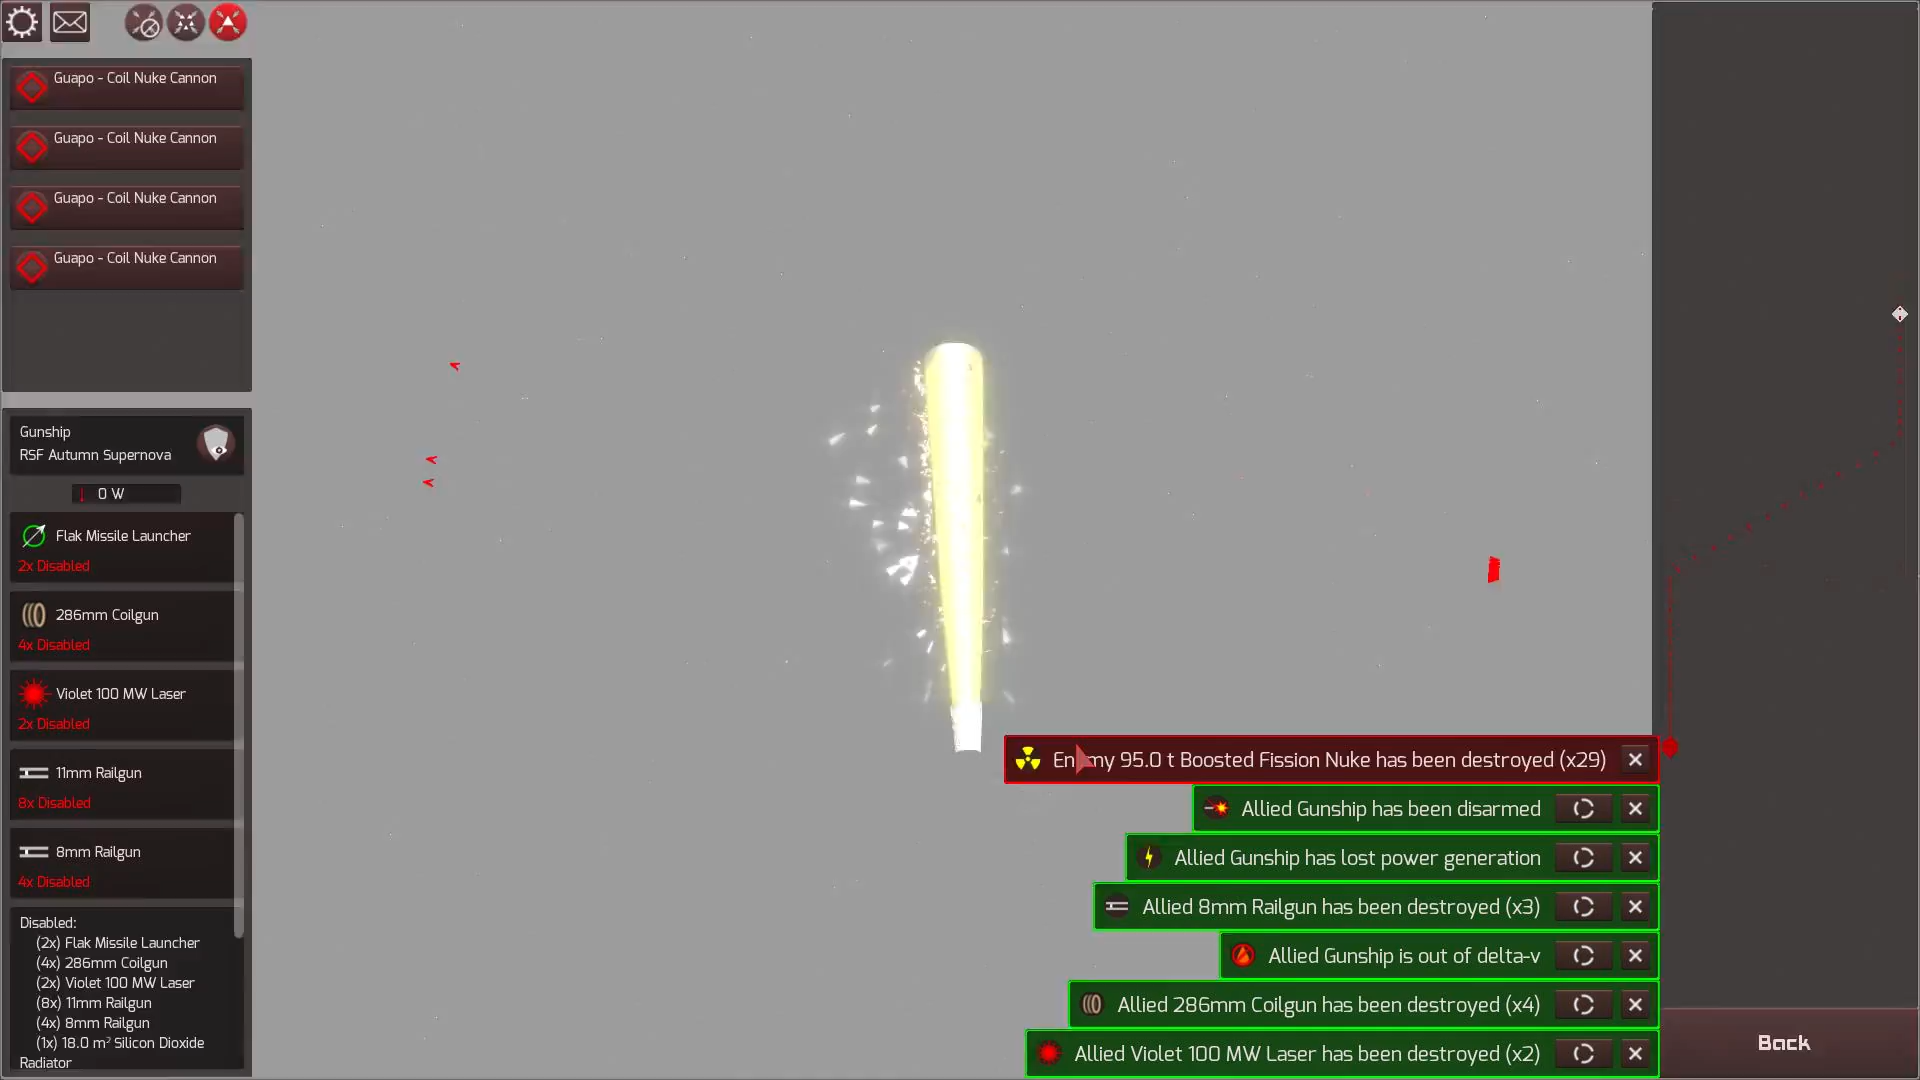 Guapo - Coil Nuke Cannon
Guapo - Coil Nuke Cannon
Guapo - Coil Nuke Cannon
Guapo - Coil Nuke Cannon
Gunship
RSF Autumn Supernova
0 W
Flak Missile Launcher
2x Disabled
286mm Coilgun
4x Disabled
Violet 100 MW Laser
2x Disabled
11mm Railgun
8x Disabled
8mm Railgun
4x Disabled
Disabled:
(2x) Flak Missile Launcher
(4x) 286mm Coilgun
(2x) Violet 100 MW Laser
(8x) 11mm Railgun
(4x) 8mm Railgun
(1x) 18.0 m² Silicon Dioxide
Radiator
Enemy 95.0 t Boosted Fission Nuke has been destroyed (x29)
Allied Gunship has been disarmed
Allied Gunship has lost power generation
Allied 8mm Railgun has been destroyed (x3)
Allied Gunship is out of delta-v
Allied 286mm Coilgun has been destroyed (x4)
Allied Violet 100 MW Laser has been destroyed (x2)
Back